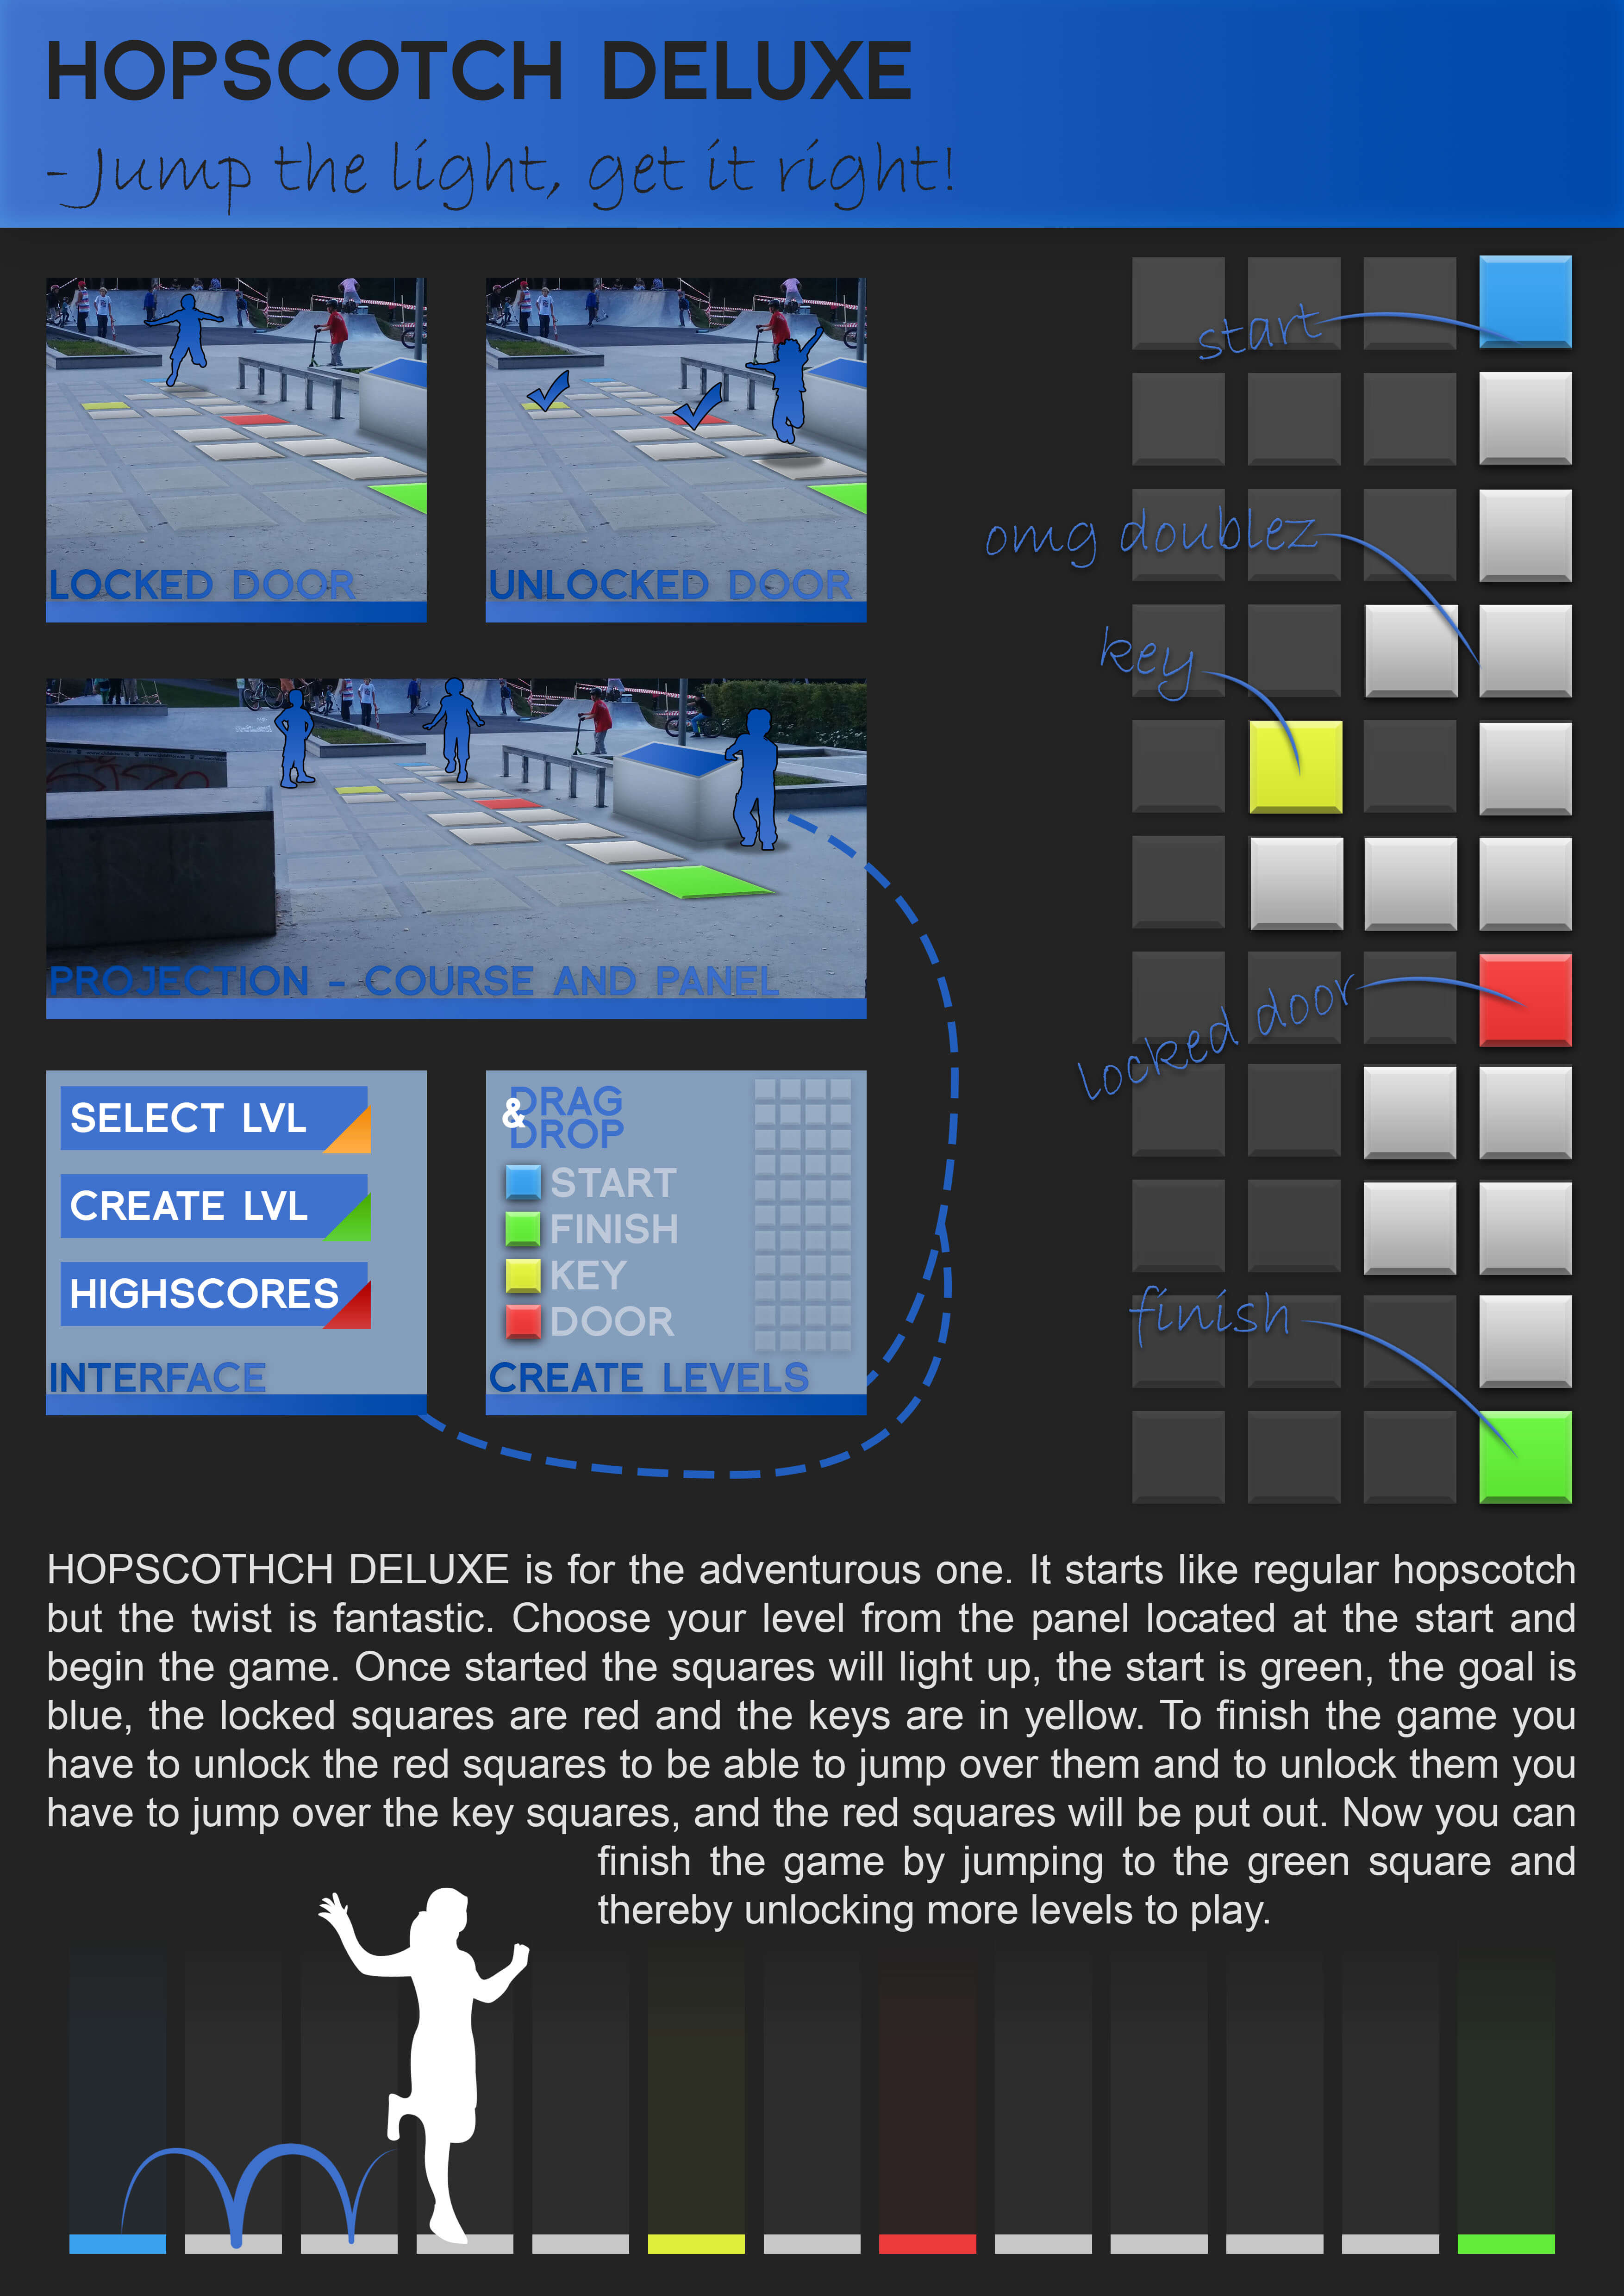 HOPSCOTCH DELUXE
- Jump the light, get it right!
LOCKED DOOR
UNLOCKED DOOR
PROJECTION - COURSE AND PANEL
SELECT LVL
CREATE LVL
HIGHSCORES
INTERFACE
DRAG
&
DROP
START
FINISH
KEY
DOOR
CREATE LEVELS
start
omg doublez
key
locked door
finish
HOPSCOTHCH DELUXE is for the adventurous one. It starts like regular hopscotch
but the twist is fantastic. Choose your level from the panel located at the start and
begin the game. Once started the squares will light up, the start is green, the goal is
blue, the locked squares are red and the keys are in yellow. To finish the game you
have to unlock the red squares to be able to jump over them and to unlock them you
have to jump over the key squares, and the red squares will be put out. Now you can
finish the game by jumping to the green square and
thereby unlocking more levels to play.